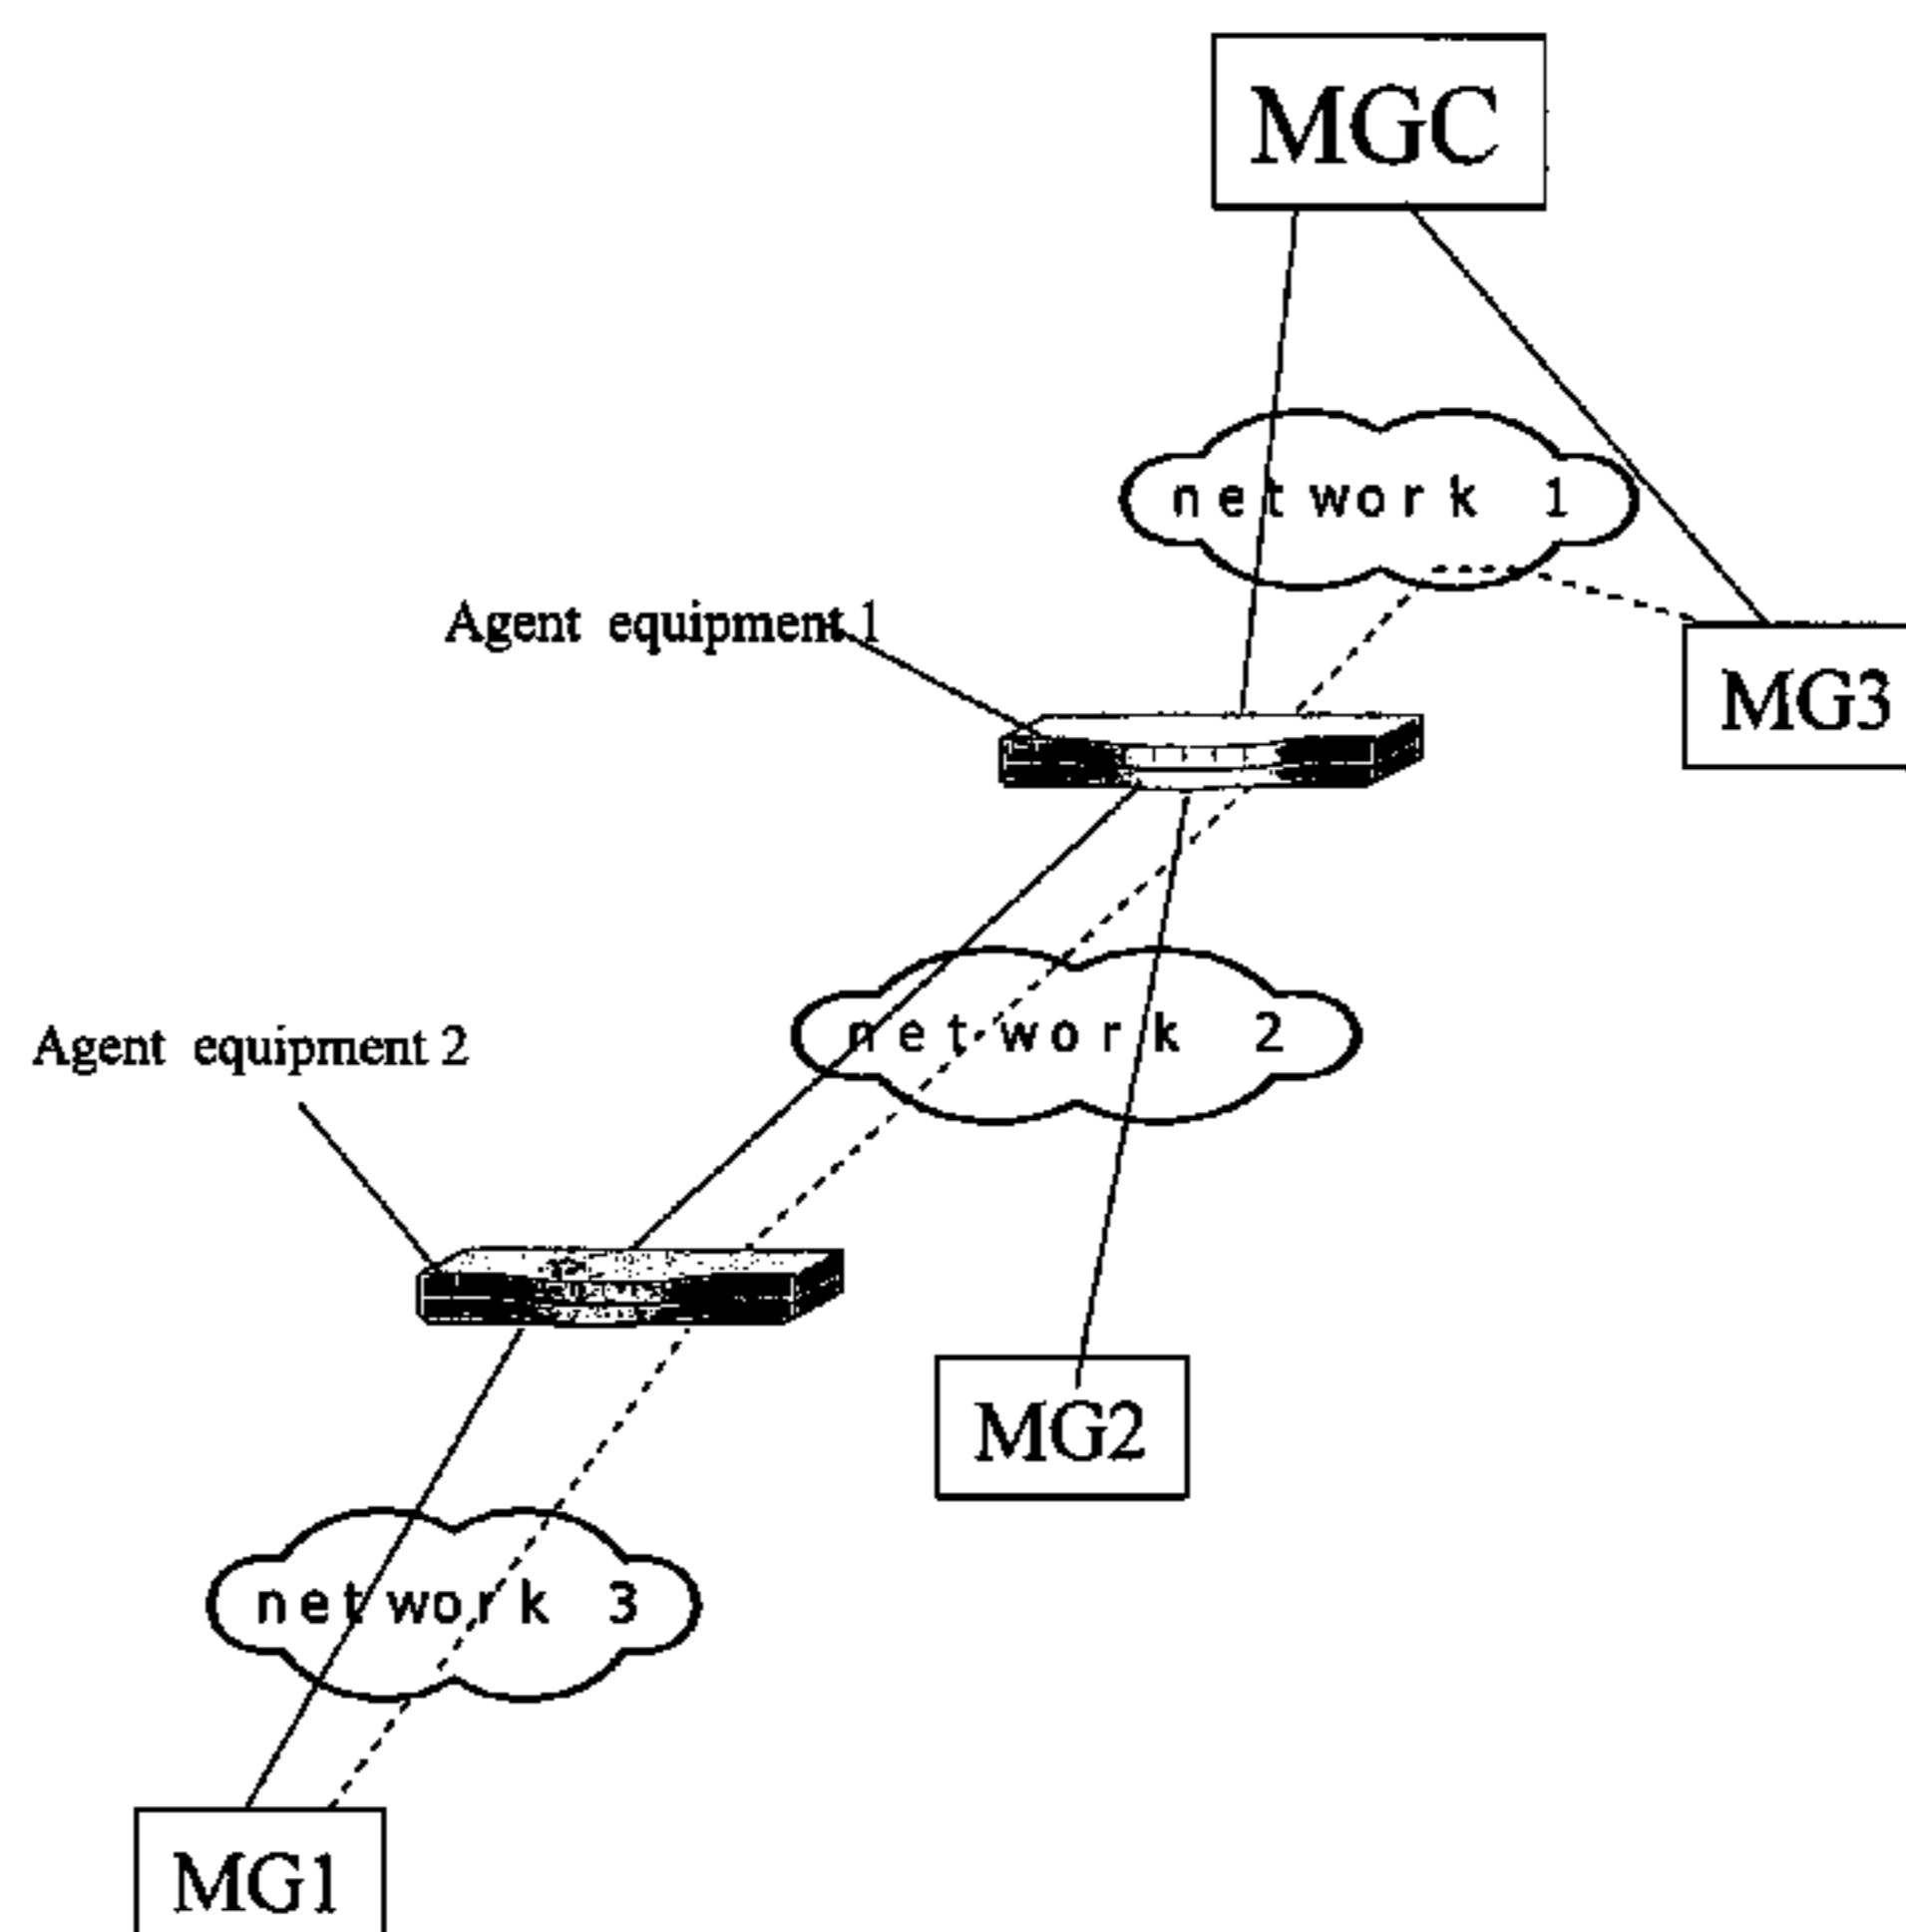 MGC
network 1
Agent equipment 1
MG3
network 2
Agent equipment 2
MG2
network 3
MG1